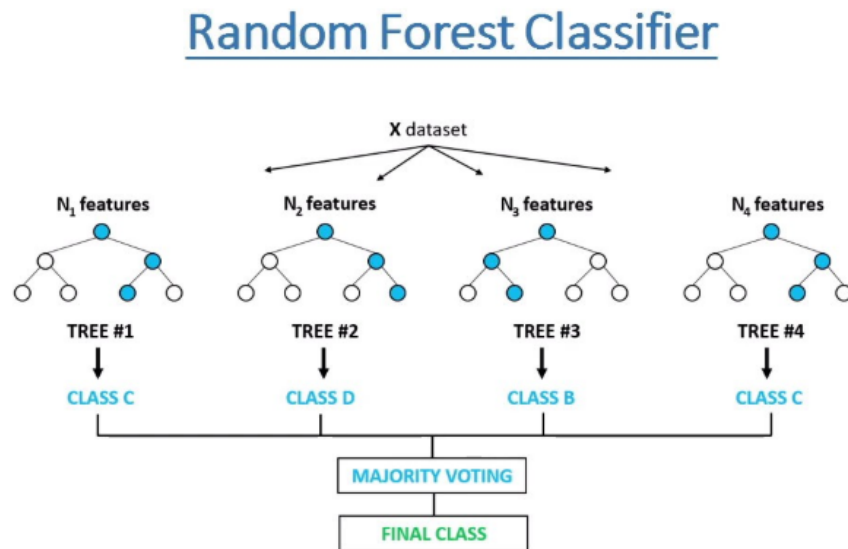 Random Forest Classifier
X dataset
N₁ features N₂ features N₃ features N₄ features
TREE #1 TREE #2 TREE #3 TREE #4
CLASS C CLASS D CLASS B CLASS C
MAJORITY VOTING
FINAL CLASS